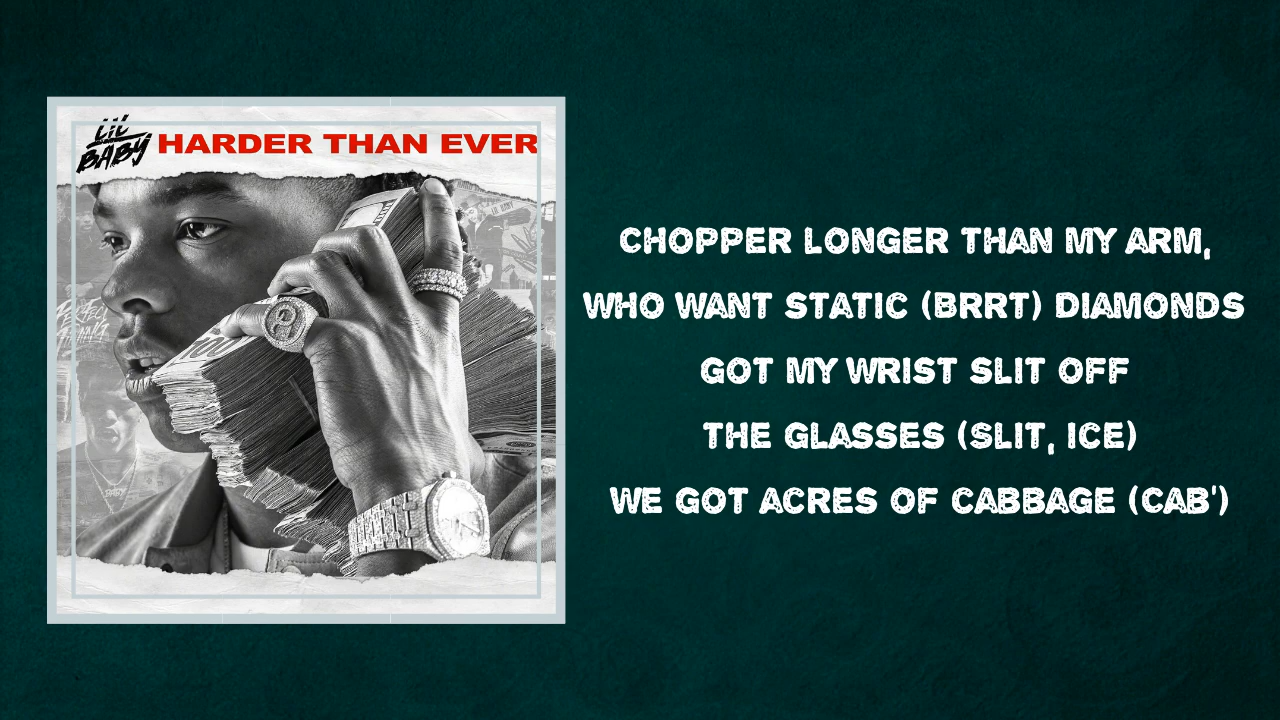 LIL
BABY
HARDER THAN EVER
CHOPPER LONGER THAN MY ARM,
WHO WANT STATIC (BRRT) DIAMONDS
GOT MY WRIST SLIT OFF
THE GLASSES (SLIT, ICE)
WE GOT ACRES OF CABBAGE (CAB')